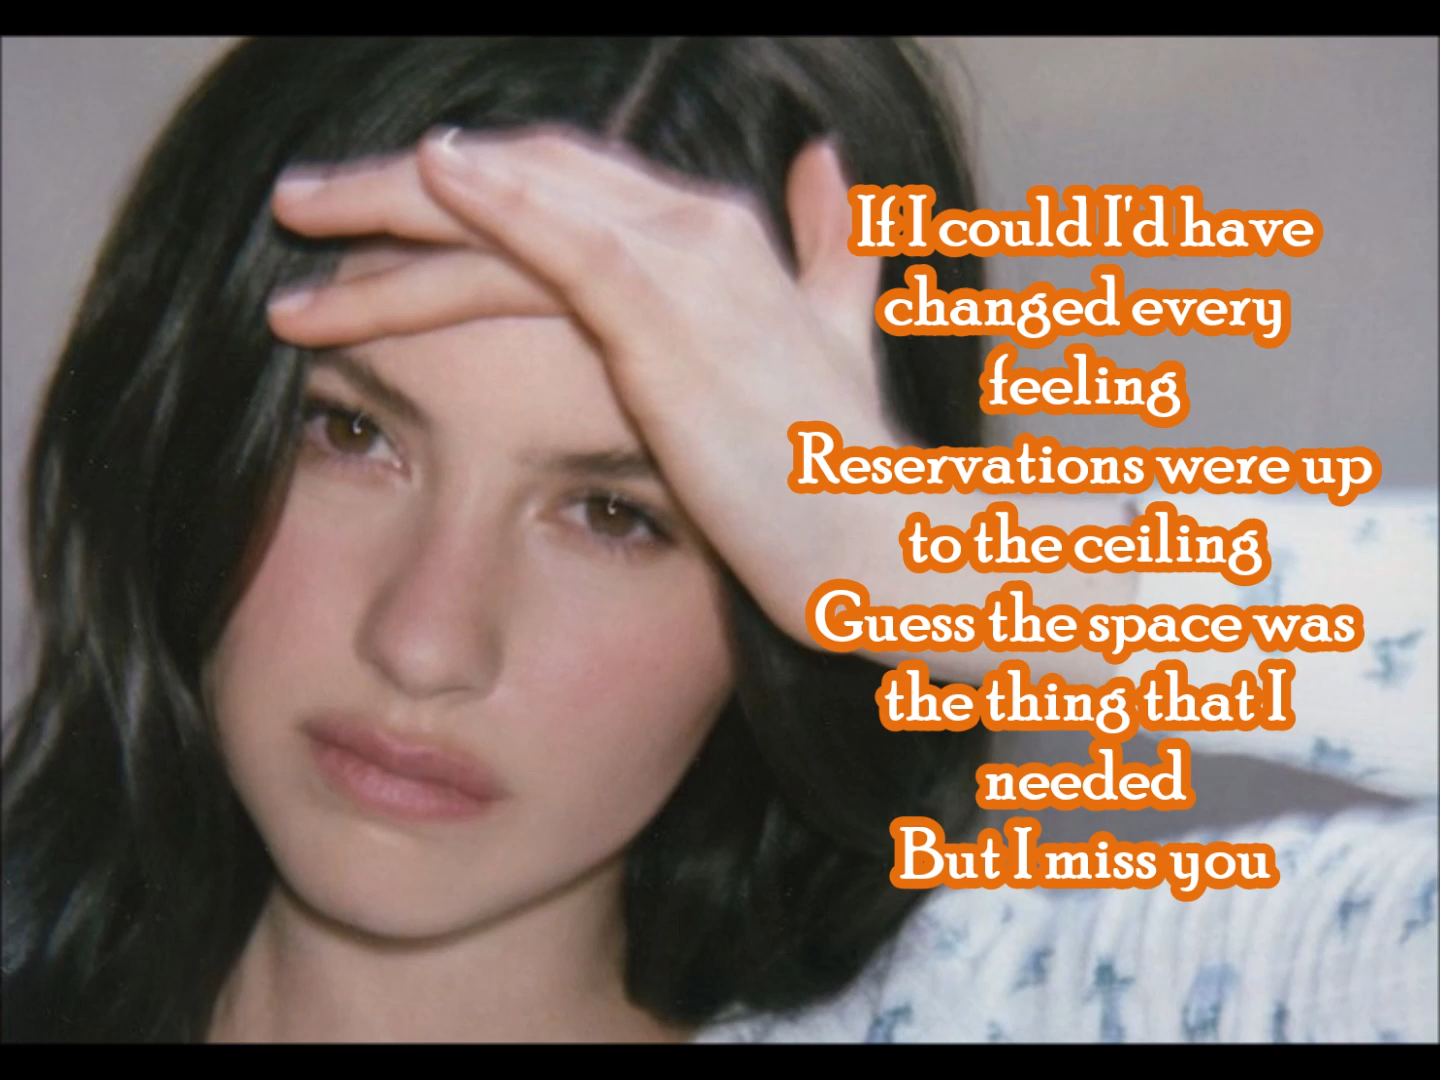 If I could I'd have
changed every
feeling
Reservations were up
to the ceiling
Guess the space was
the thing that I
needed
But I miss you